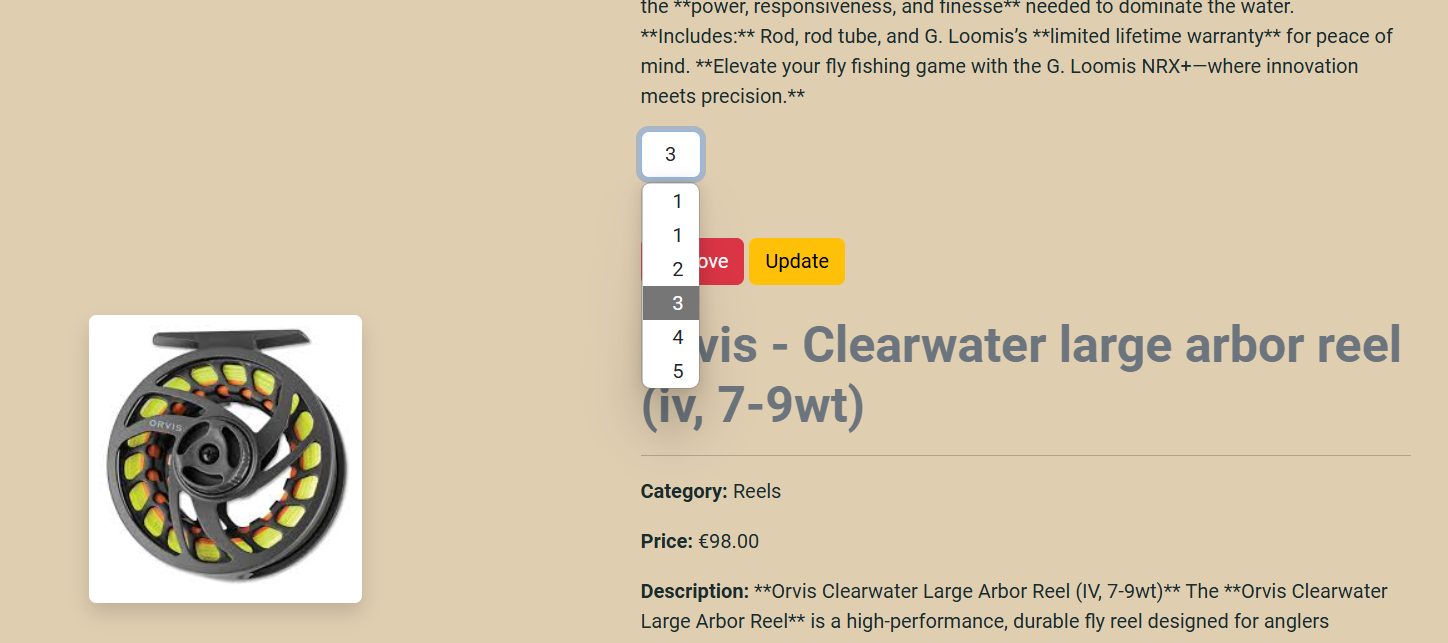 the **power, responsiveness, and finesse** needed to dominate the water.
**Includes:** Rod, rod tube, and G. Loomis’s **limited lifetime warranty** for peace of
mind. **Elevate your fly fishing game with the G. Loomis NRX+—where innovation
meets precision.**
3
1
1
2
3
4
5
ove Update
vis - Clearwater large arbor reel
(iv, 7-9wt)
ORVIS
Category: Reels
Price: €98.00
Description: **Orvis Clearwater Large Arbor Reel (IV, 7-9wt)** The **Orvis Clearwater
Large Arbor Reel** is a high-performance, durable fly reel designed for anglers